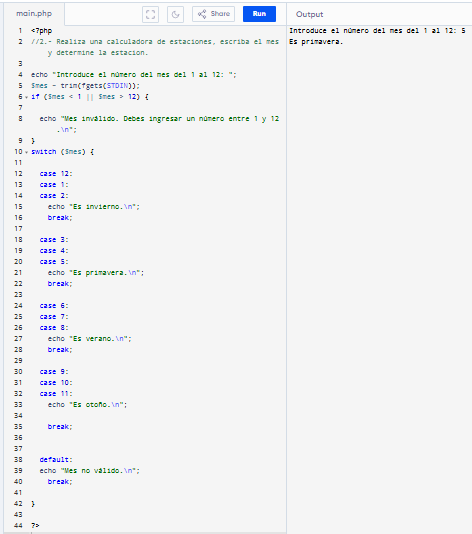 main.php
Share
Run
Output
1 <?php
2 //2.- Realiza una calculadora de estaciones, escriba el mes
y determine la estacion.
3
4 echo "Introduce el número del mes del 1 al 12: ";
5 $mes = trim(fgets(STDIN));
6 if ($mes < 1 || $mes > 12) {
7
8 echo "Mes inválido. Debes ingresar un número entre 1 y 12
.\n";
9 }
10 switch ($mes) {
11
12 case 12:
13 case 1:
14 case 2:
15 echo "Es invierno.\n";
16 break;
17
18 case 3:
19 case 4:
20 case 5:
21 echo "Es primavera.\n";
22 break;
23
24 case 6:
25 case 7:
26 case 8:
27 echo "Es verano.\n";
28 break;
29
30 case 9:
31 case 10:
32 case 11:
33 echo "Es otoño.\n";
34
35 break;
36
37
38 default:
39 echo "Mes no válido.\n";
40 break;
41
42 }
43
44 ?>
Introduce el número del mes del 1 al 12: 5
Es primavera.